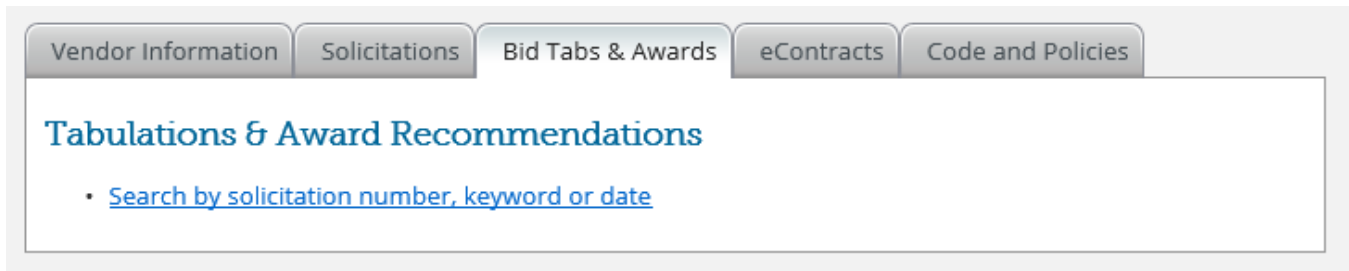 Vendor Information Solicitations Bid Tabs & Awards eContracts Code and Policies
Tabulations & Award Recommendations
• Search by solicitation number, keyword or date